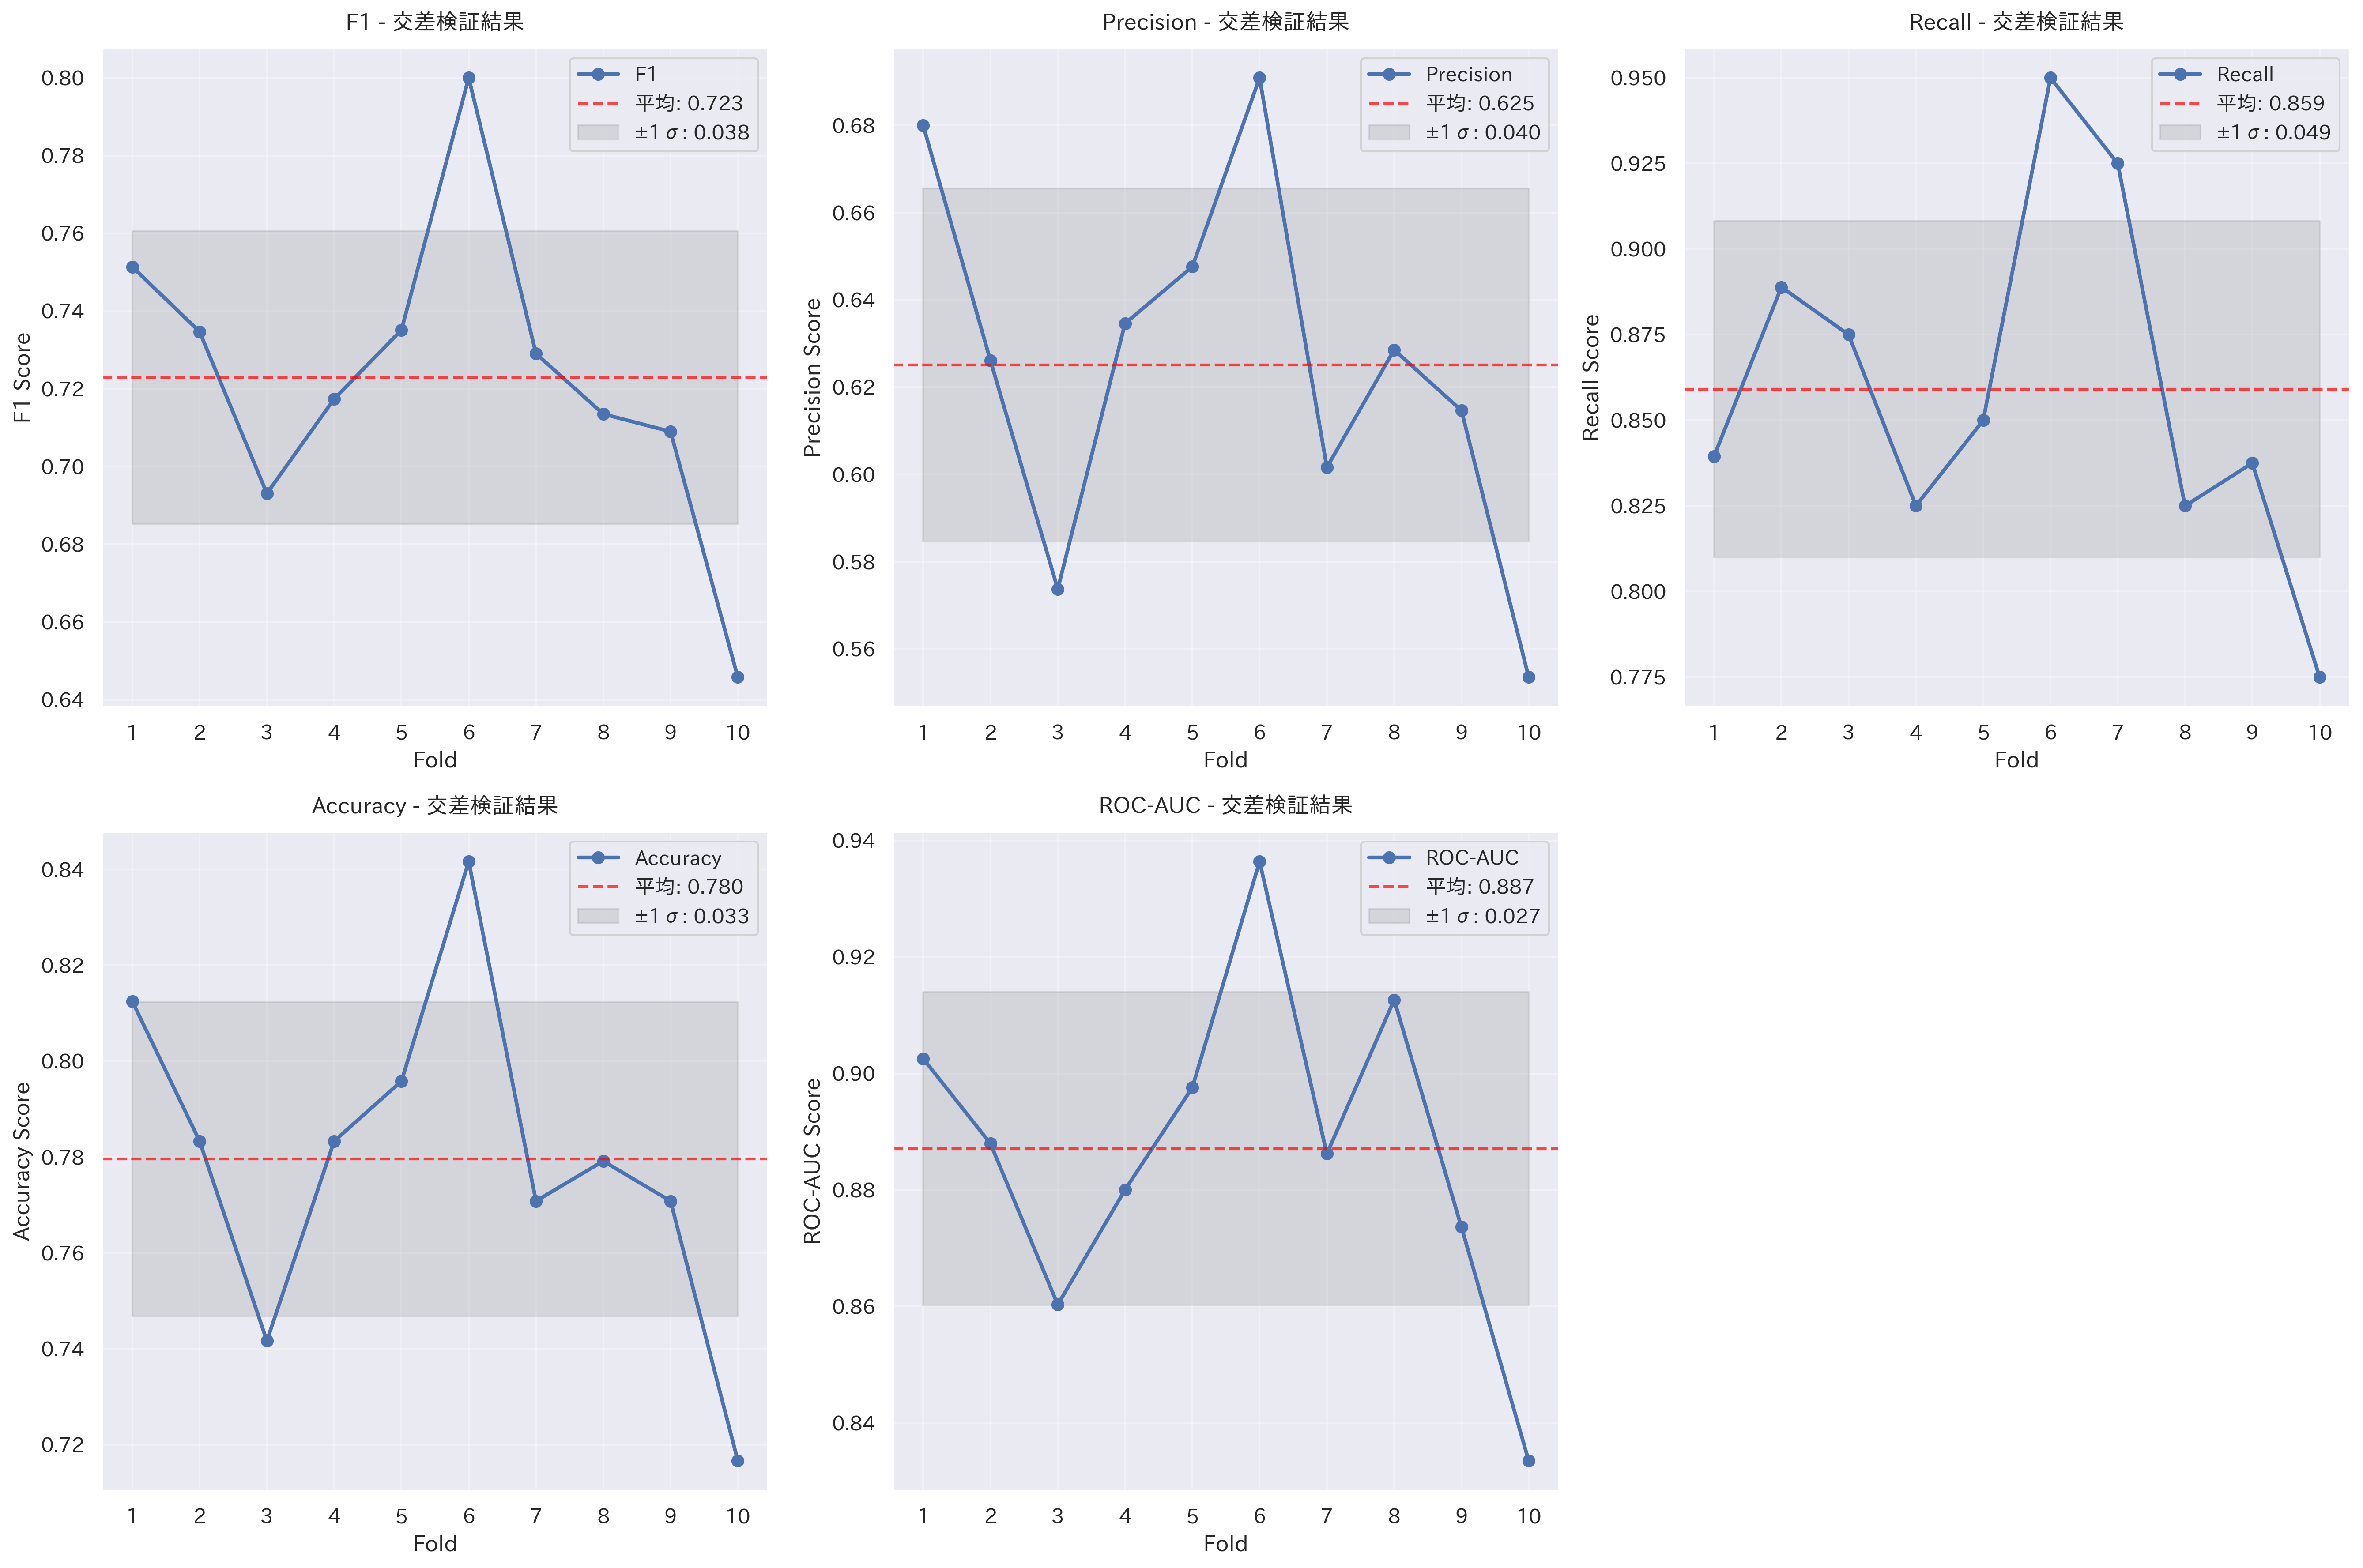 F1 - 交差検証結果
F1 Score
0.80
0.78
0.76
0.74
0.72
0.70
0.68
0.66
0.64
F1
平均: 0.723
±1σ: 0.038
1 2 3 4 5 6 7 8 9 10
Fold
Precision - 交差検証結果
Precision Score
0.68
0.66
0.64
0.62
0.60
0.58
0.56
Precision
平均: 0.625
±1σ: 0.040
1 2 3 4 5 6 7 8 9 10
Fold
Recall - 交差検証結果
Recall Score
0.950
0.925
0.900
0.875
0.850
0.825
0.800
0.775
Recall
平均: 0.859
±1σ: 0.049
1 2 3 4 5 6 7 8 9 10
Fold
Accuracy - 交差検証結果
Accuracy Score
0.84
0.82
0.80
0.78
0.76
0.74
0.72
Accuracy
平均: 0.780
±1σ: 0.033
1 2 3 4 5 6 7 8 9 10
Fold
ROC-AUC - 交差検証結果
ROC-AUC Score
0.94
0.92
0.90
0.88
0.86
0.84
ROC-AUC
平均: 0.887
±1σ: 0.027
1 2 3 4 5 6 7 8 9 10
Fold